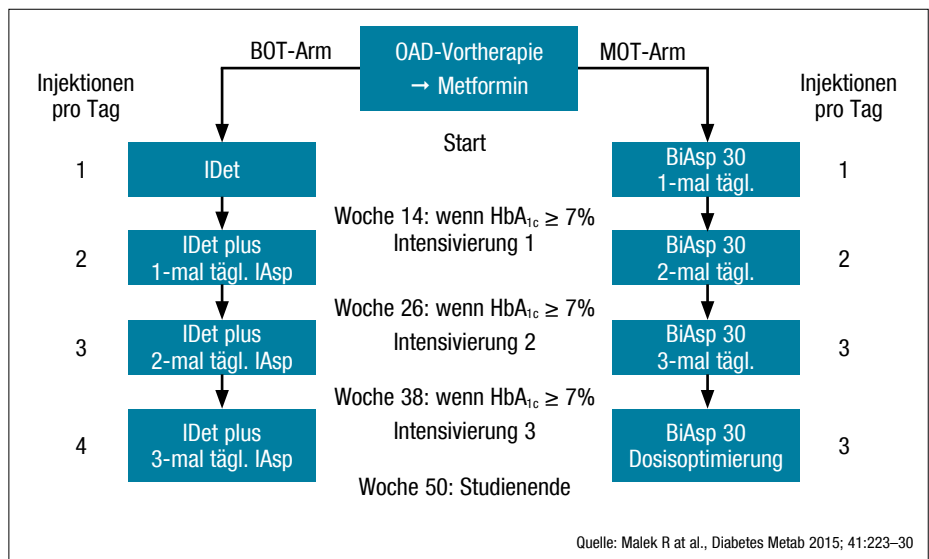 BOT-Arm
OAD-Vortherapie
→ Metformin
MOT-Arm
Injektionen
pro Tag
Injektionen
pro Tag
Start
1
IDet
BiAsp 30
1-mal tägl.
1
Woche 14: wenn HbA1c ≥ 7%
Intensivierung 1
2
IDet plus
1-mal tägl. IAsp
BiAsp 30
2-mal tägl.
2
Woche 26: wenn HbA1c ≥ 7%
Intensivierung 2
3
IDet plus
2-mal tägl. IAsp
BiAsp 30
3-mal tägl.
3
Woche 38: wenn HbA1c ≥ 7%
Intensivierung 3
4
IDet plus
3-mal tägl. IAsp
BiAsp 30
Dosisoptimierung
3
Woche 50: Studienende
Quelle: Malek R at al., Diabetes Metab 2015; 41:223–30